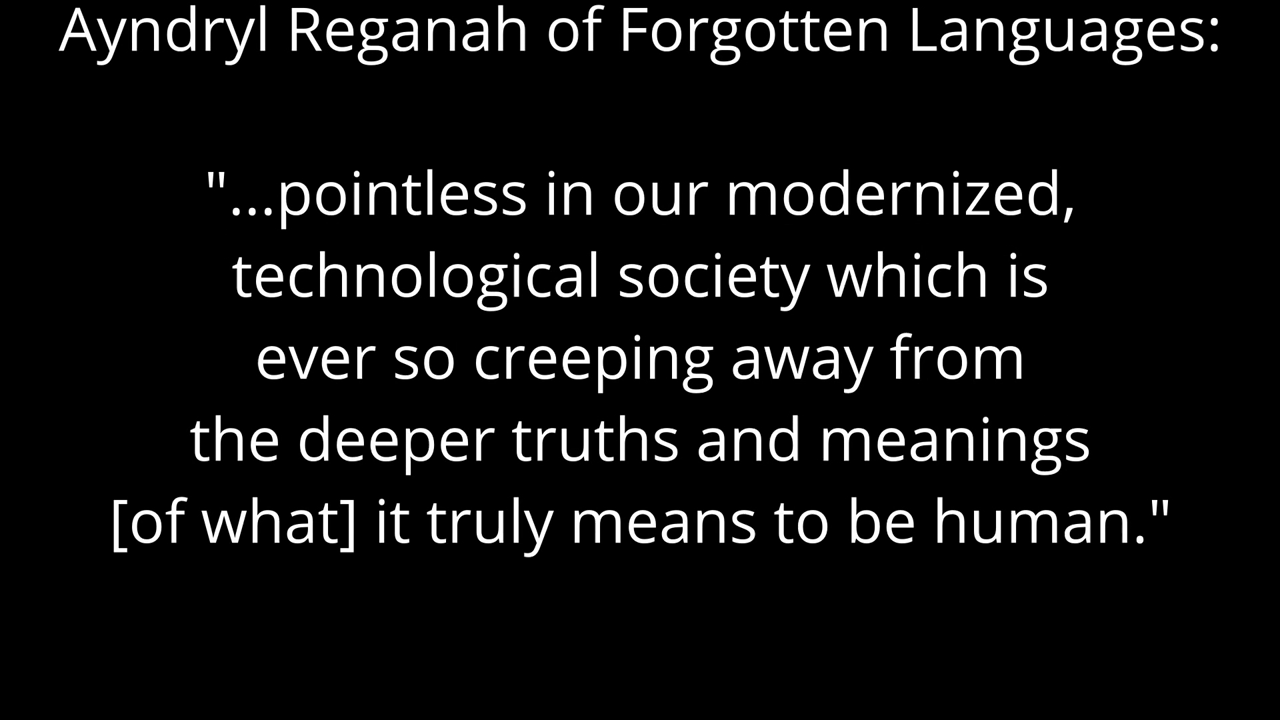 Ayndryl Reganah of Forgotten Languages:
"...pointless in our modernized,
technological society which is
ever so creeping away from
the deeper truths and meanings
[of what] it truly means to be human."